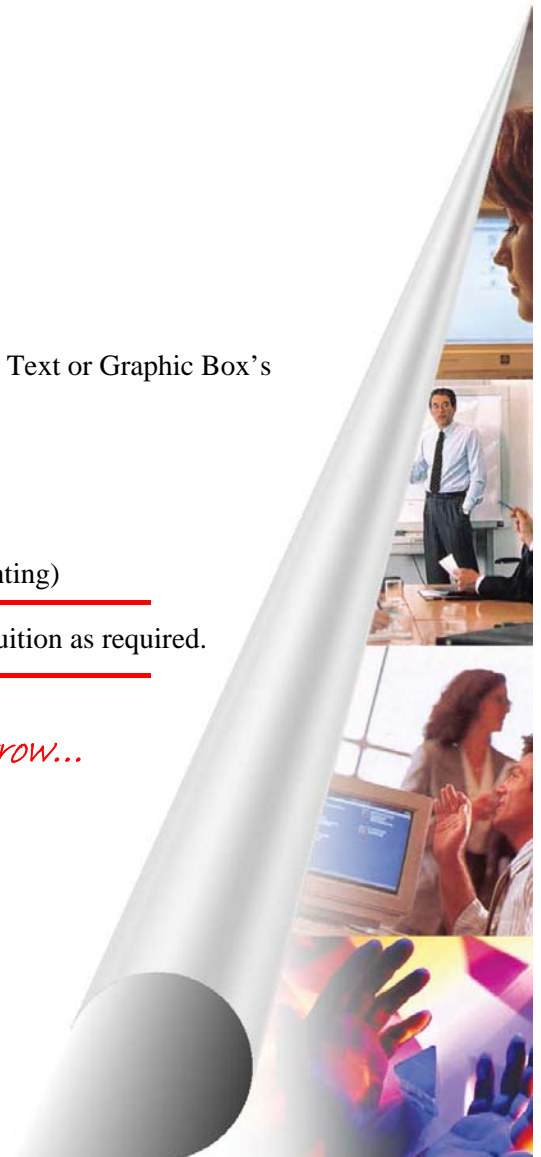 Text or Graphic Box’s
nting)
uition as required.
row...